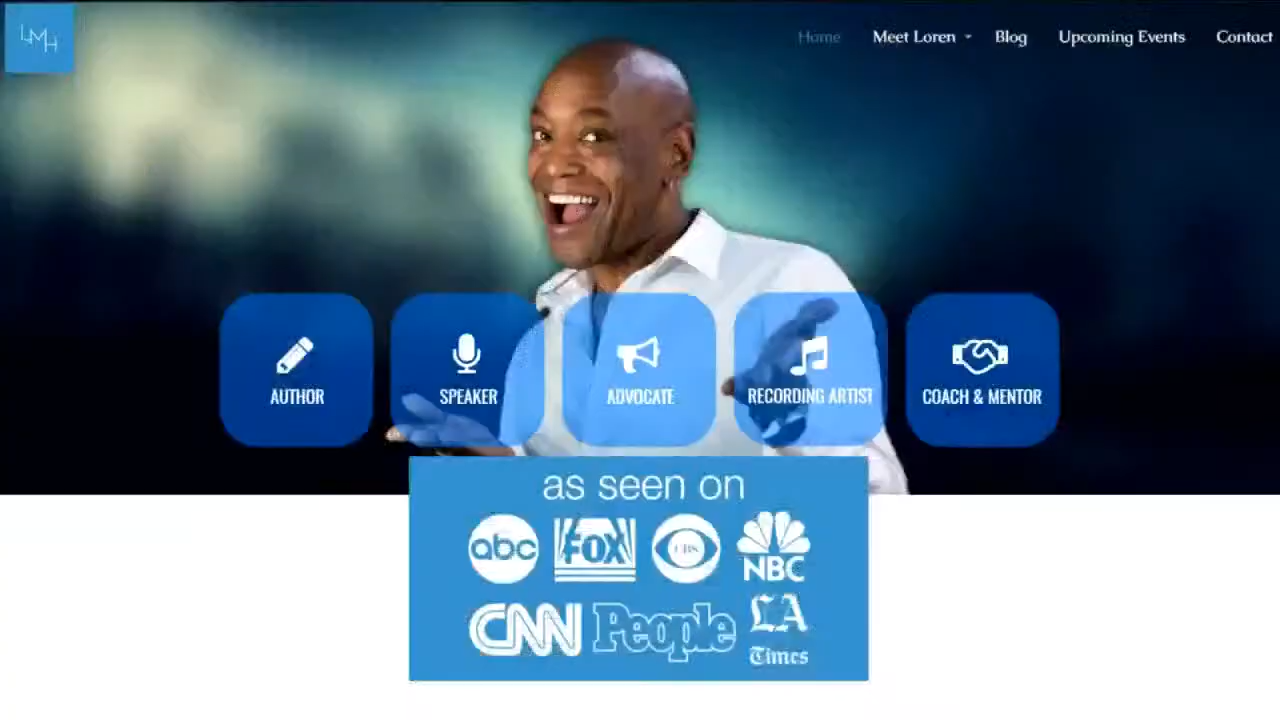 LMH
Home Meet Loren Blog Upcoming Events Contact
AUTHOR SPEAKER ADVOCATE RECORDING ARTIST COACH & MENTOR
as seen on
abc FOX CBS NBC
CNN People LA Times